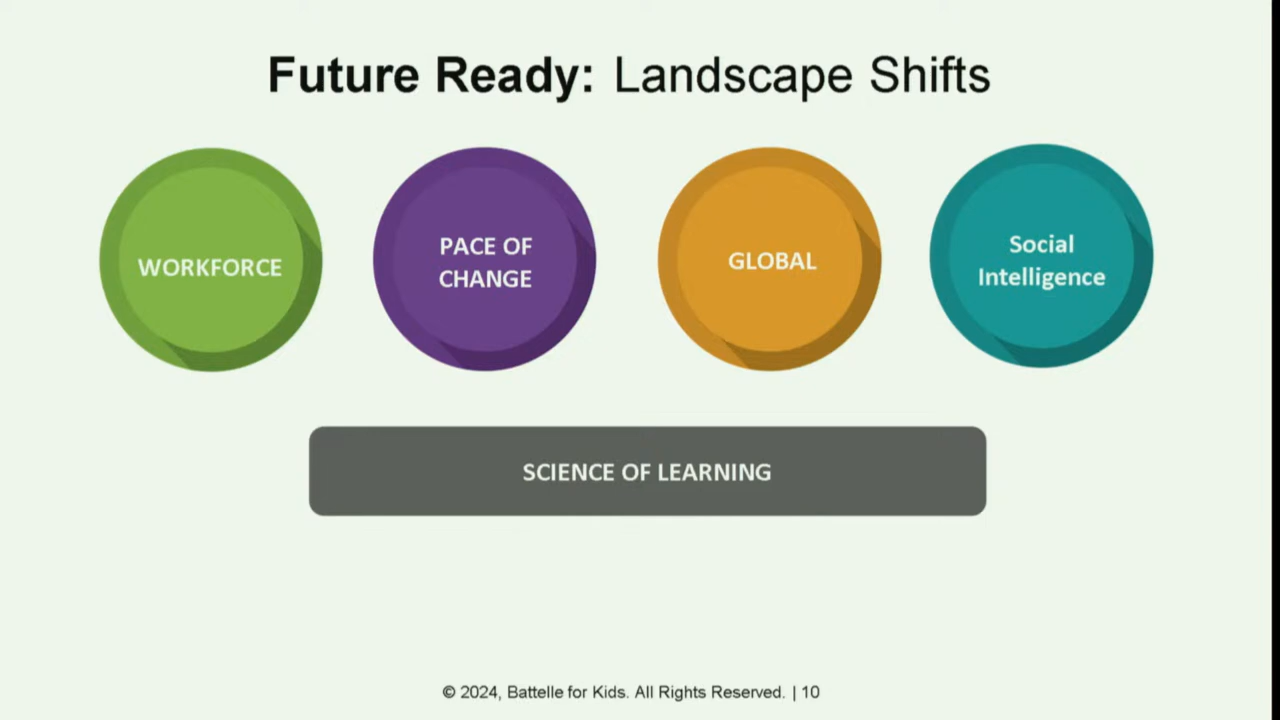 Future Ready: Landscape Shifts
WORKFORCE
PACE OF
CHANGE
GLOBAL
Social
Intelligence
SCIENCE OF LEARNING
© 2024, Battelle for Kids. All Rights Reserved. | 10